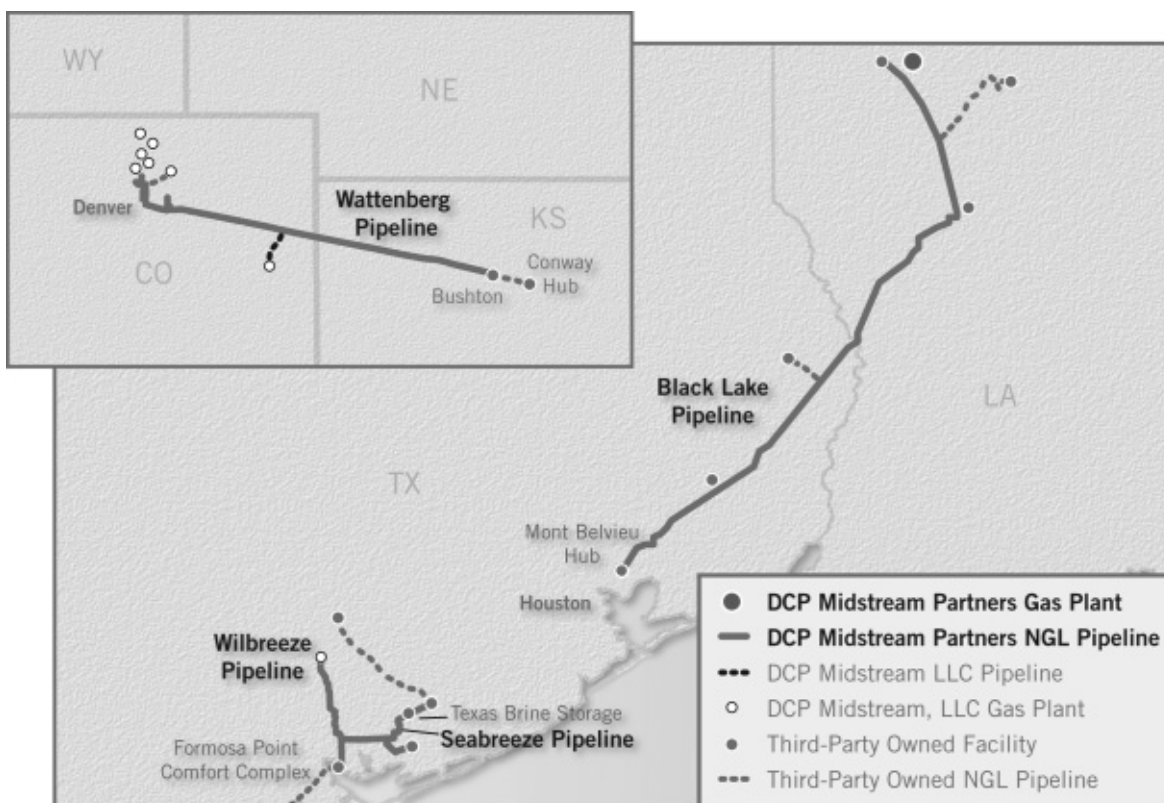 WY
NE
Denver
Wattenberg
Pipeline
KS
CO
Conway
Hub
Bushton
Black Lake
Pipeline
LA
TX
Mont Belvieu
Hub
Houston
Wilbreeze
Pipeline
Texas Brine Storage
Seabreeze Pipeline
Formosa Point
Comfort Complex
DCP Midstream Partners Gas Plant
DCP Midstream Partners NGL Pipeline
DCP Midstream LLC Pipeline
DCP Midstream, LLC Gas Plant
Third-Party Owned Facility
Third-Party Owned NGL Pipeline